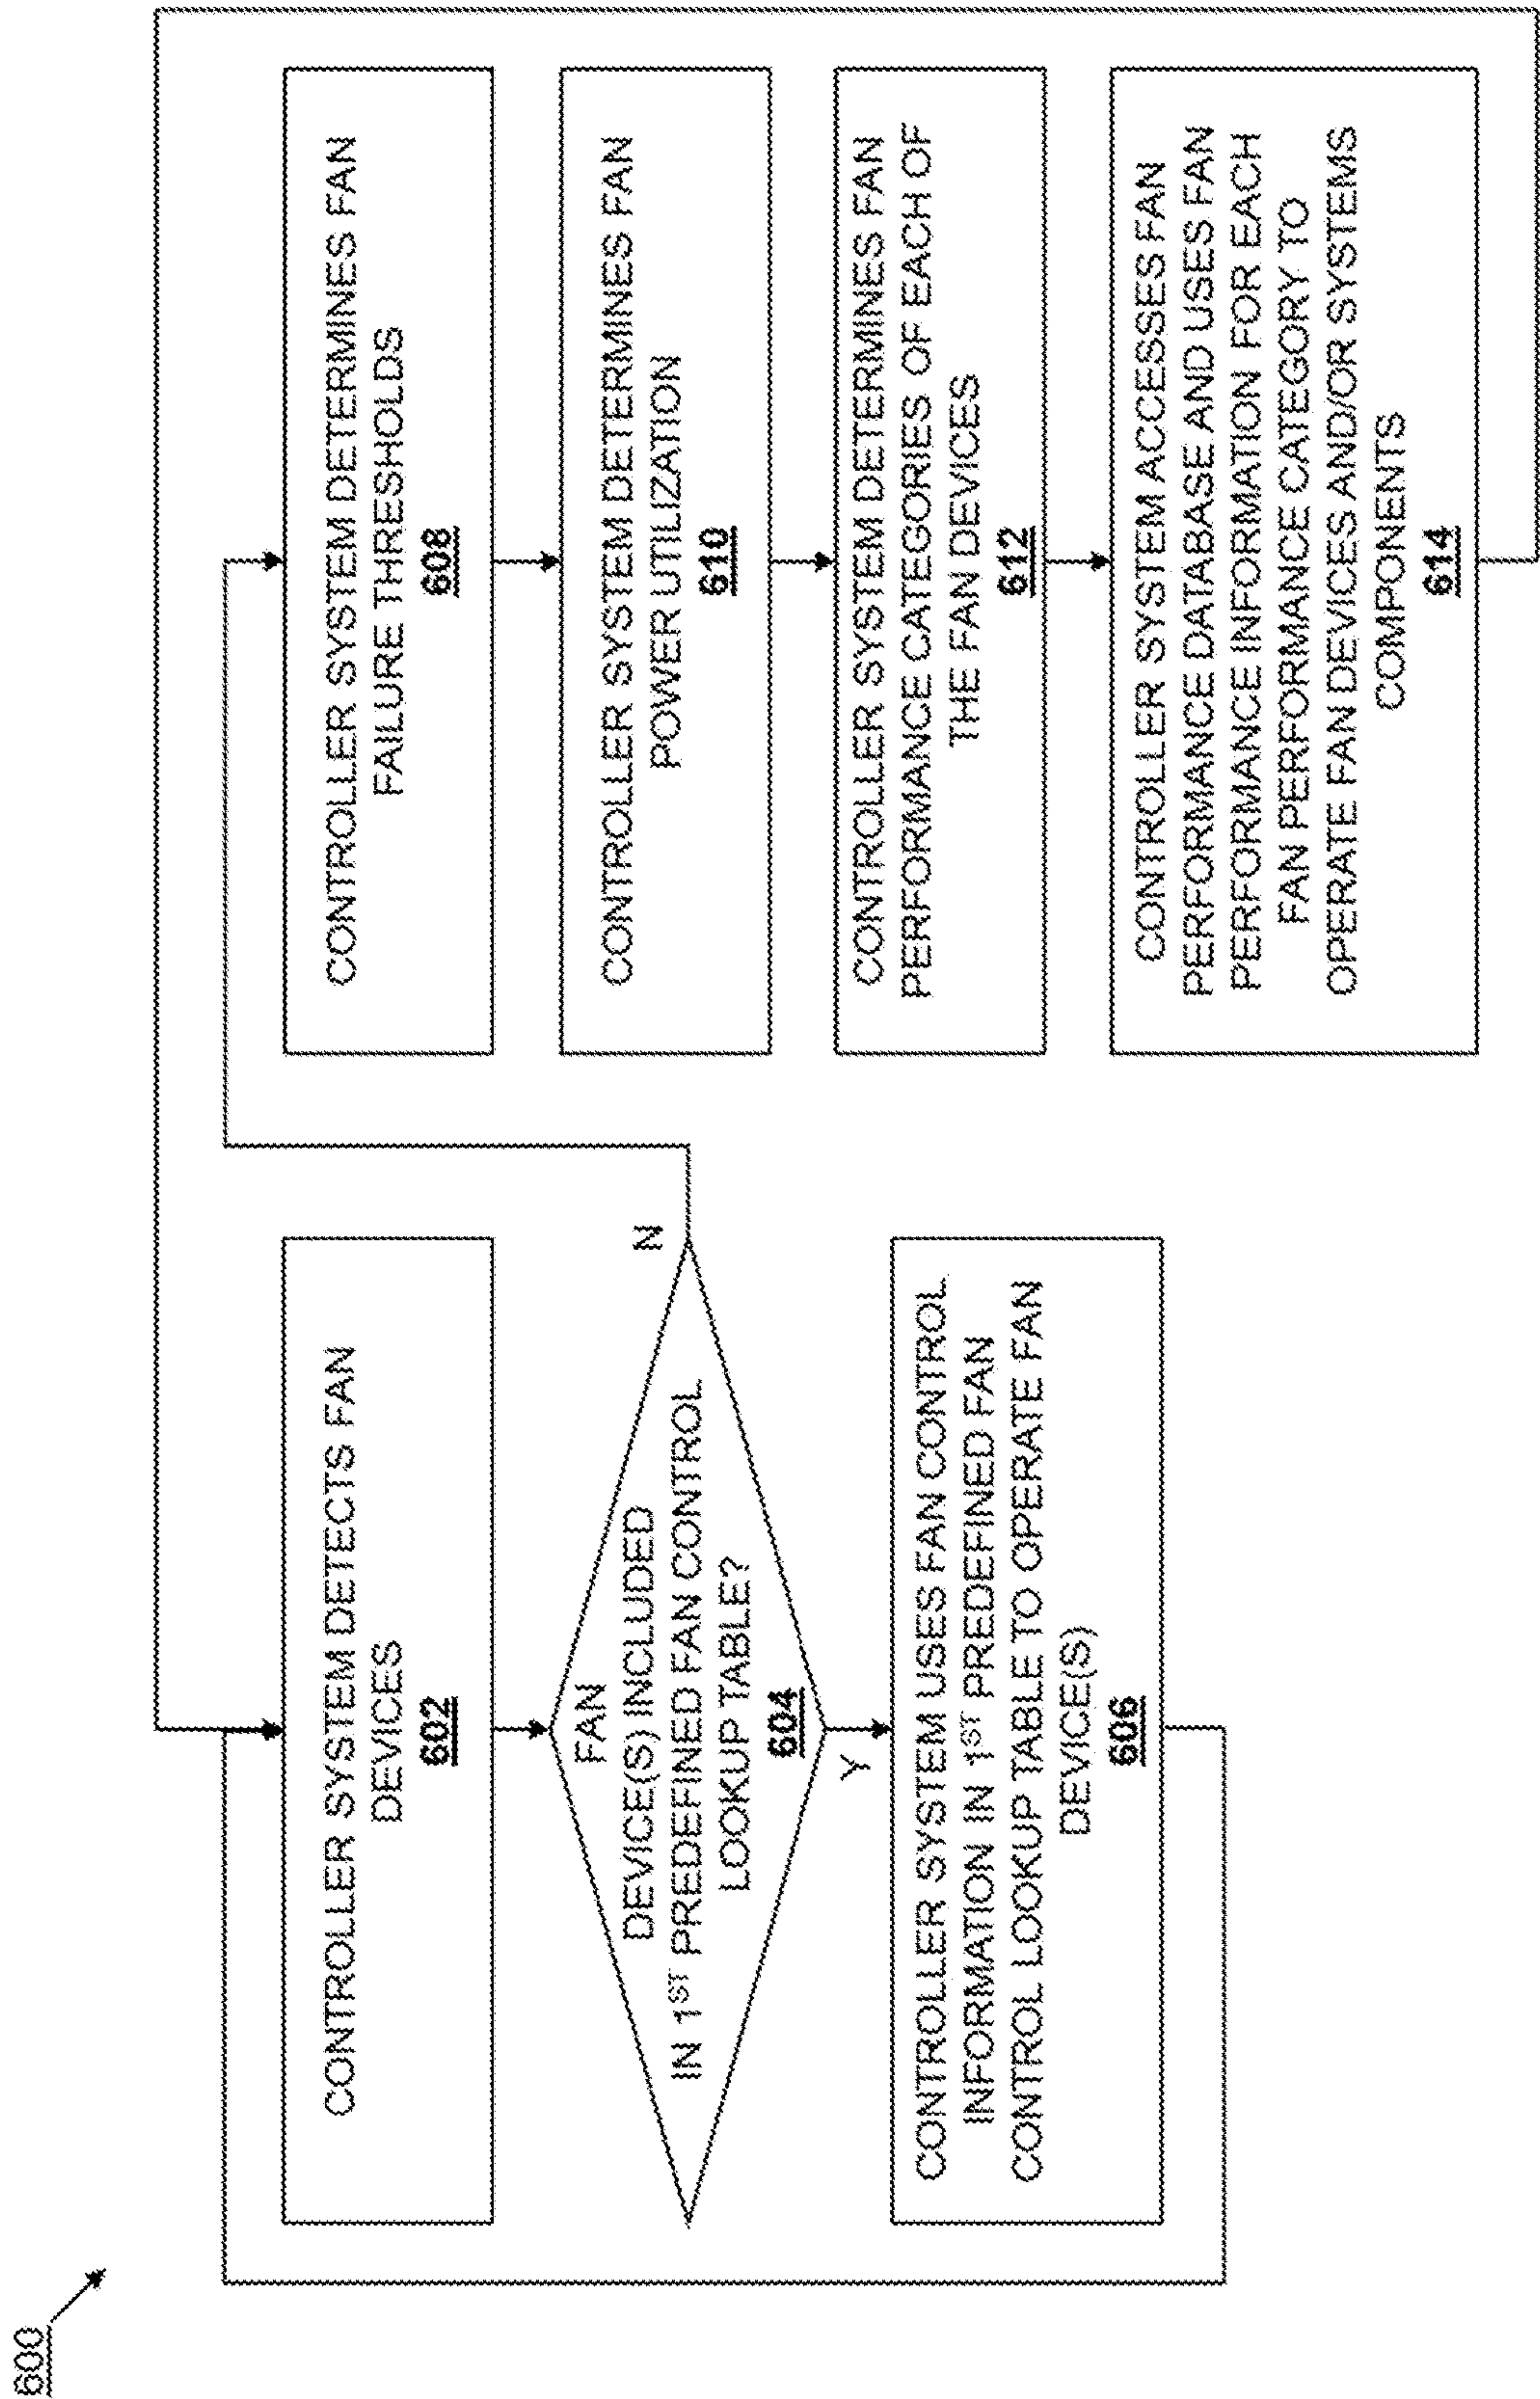 600
CONTROLLER SYSTEM DETECTS FAN
DEVICES
602
FAN
DEVICE(S) INCLUDED
IN 1ST PREDEFINED FAN CONTROL
LOOKUP TABLE?
604
N
Y
CONTROLLER SYSTEM USES FAN CONTROL
INFORMATION IN 1ST PREDEFINED FAN
CONTROL LOOKUP TABLE TO OPERATE FAN
DEVICE(S)
606
CONTROLLER SYSTEM DETERMINES FAN
FAILURE THRESHOLDS
608
CONTROLLER SYSTEM DETERMINES FAN
POWER UTILIZATION
610
CONTROLLER SYSTEM DETERMINES FAN
PERFORMANCE CATEGORIES OF EACH OF
THE FAN DEVICES
612
CONTROLLER SYSTEM ACCESSES FAN
PERFORMANCE DATABASE AND USES FAN
PERFORMANCE INFORMATION FOR EACH
FAN PERFORMANCE CATEGORY TO
OPERATE FAN DEVICES AND/OR SYSTEMS
COMPONENTS
614